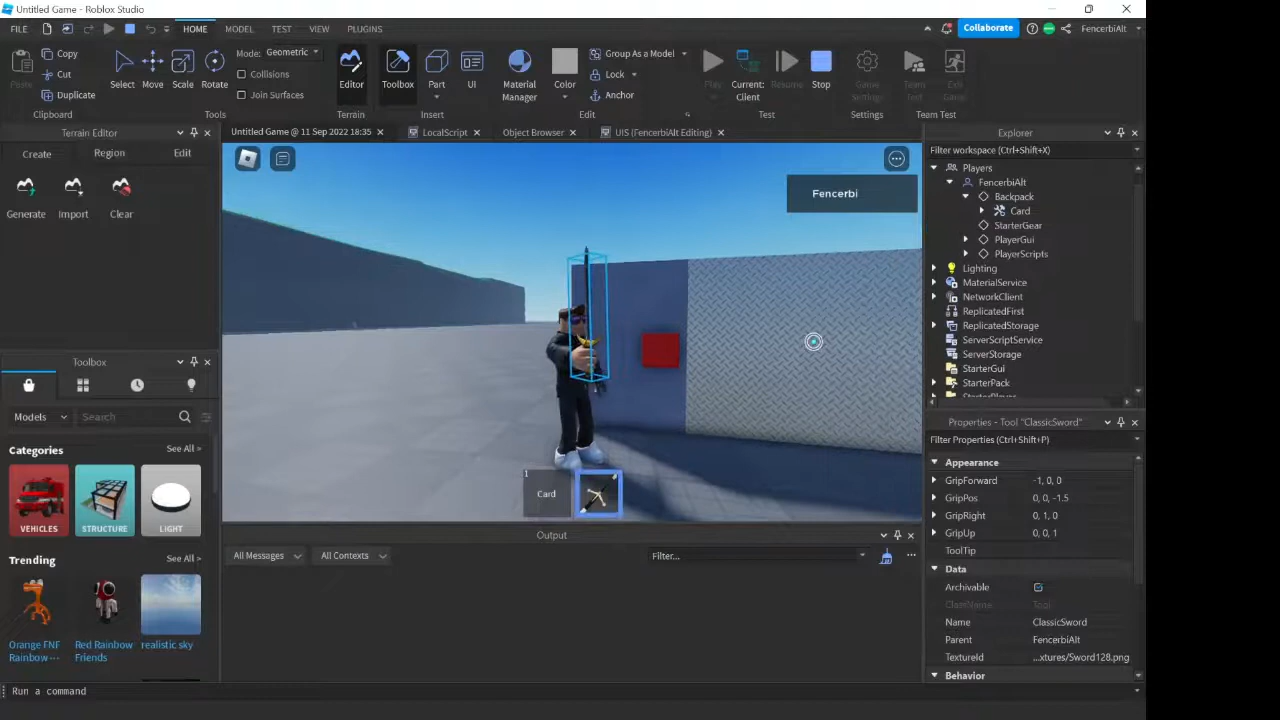 Untitled Game - Roblox Studio
FILE HOME MODEL TEST VIEW PLUGINS Collaborate FencerbiAlt
Paste Copy Cut Duplicate Clipboard
Select Move Scale Rotate Tools
Mode: Geometric
Collisions
Join Surfaces
Editor Terrain
Toolbox Part UI Insert
Material Manager Color Group As a Model Lock Anchor Edit
Play Current: Client Resume Stop Test
Game Settings Settings
Team Test Exit Game Team Test
Terrain Editor
Create Region Edit
Generate Import Clear
Untitled Game @ 11 Sep 2022 18:35 LocalScript Object Browser UIS (FencerbiAlt Editing)
Fencerbi
1
Card
Toolbox
Models Search
Categories See All >
VEHICLES STRUCTURE LIGHT
Trending See All >
Orange FNF Rainbow ---
Red Rainbow Friends
realistic sky
Output
All Messages All Contexts Filter...
Explorer
Filter workspace (Ctrl+Shift+X)
Players
FencerbiAlt
Backpack
Card
StarterGear
PlayerGui
PlayerScripts
Lighting
MaterialService
NetworkClient
ReplicatedFirst
ReplicatedStorage
ServerScriptService
ServerStorage
StarterGui
StarterPack
Properties - Tool "ClassicSword"
Filter Properties (Ctrl+Shift+P)
Appearance
GripForward -1, 0, 0
GripPos 0, 0, -1.5
GripRight 0, 1, 0
GripUp 0, 0, 1
ToolTip
Data
Archivable
ClassName Tool
Name ClassicSword
Parent FencerbiAlt
TextureId ...xtures/Sword128.png
Behavior
Run a command